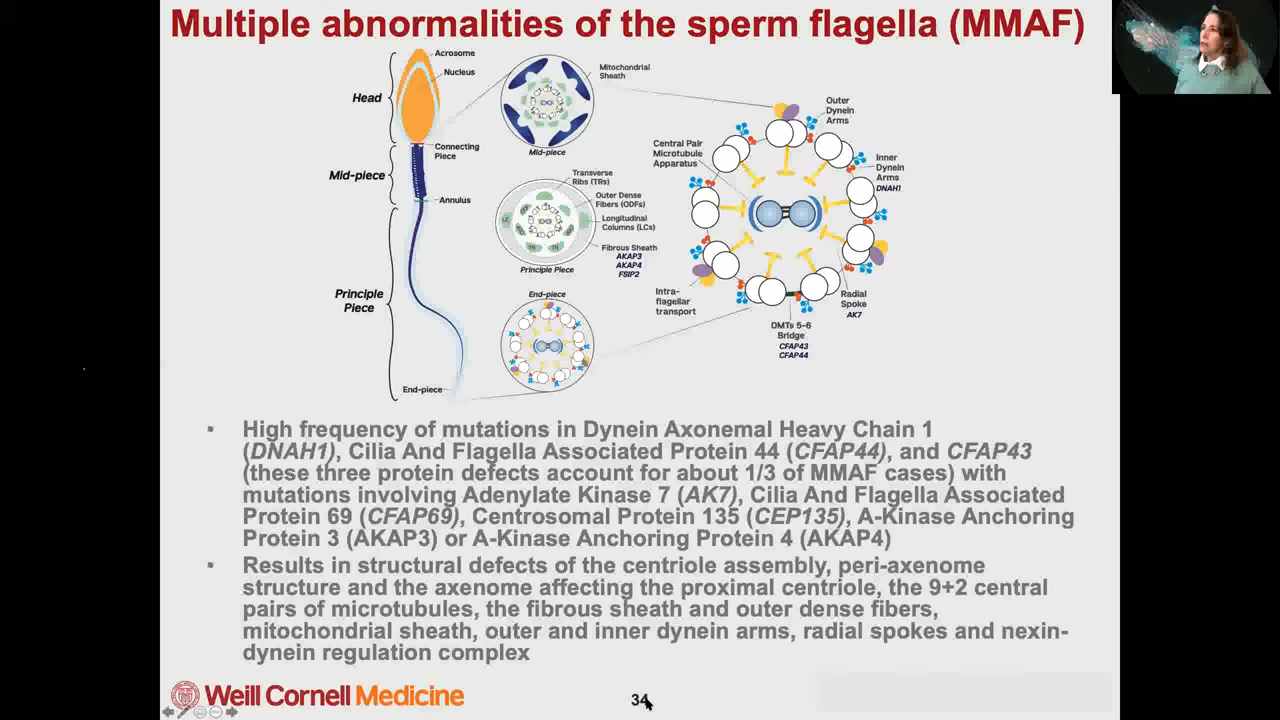 Multiple abnormalities of the sperm flagella (MMAF)
Acrosome
Nucleus
Head
Connecting
Piece
Mid-piece
Annulus
Principle
Piece
End-piece
Mitochondrial
Sheath
Mid-piece
Transverse
Ribs (TRs)
Outer Dense
Fibers (ODFs)
Longitudinal
Columns (LCs)
Fibrous Sheath
AKAP3
AKAP4
FSIP2
LC
Principle Piece
End-piece
Outer
Dynein
Arms
Central Pair
Microtubule
Apparatus
Inner
Dynein
Arms
DNAH1
Intra-
flagellar
transport
Radial
Spoke
AK7
DMTs 5-6
Bridge
CFAP43
CFAP44
• High frequency of mutations in Dynein Axonemal Heavy Chain 1
(DNAH1), Cilia And Flagella Associated Protein 44 (CFAP44), and CFAP43
(these three protein defects account for about 1/3 of MMAF cases) with
mutations involving Adenylate Kinase 7 (AK7), Cilia And Flagella Associated
Protein 69 (CFAP69), Centrosomal Protein 135 (CEP135), A-Kinase Anchoring
Protein 3 (AKAP3) or A-Kinase Anchoring Protein 4 (AKAP4)
• Results in structural defects of the centriole assembly, peri-axenome
structure and the axenome affecting the proximal centriole, the 9+2 central
pairs of microtubules, the fibrous sheath and outer dense fibers,
mitochondrial sheath, outer and inner dynein arms, radial spokes and nexin-
dynein regulation complex
Weill Cornell Medicine
34